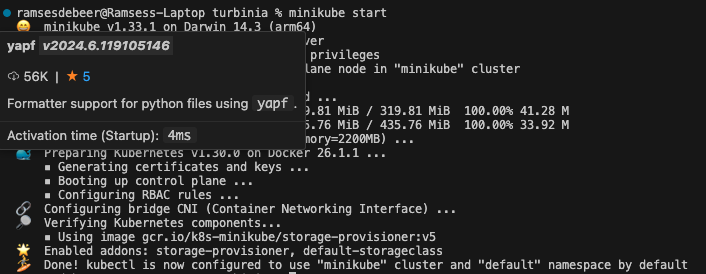 ramsesdebeer@Ramsess-Laptop turbinia % minikube start
minikube v1.33.1 on Darwin 14.3 (arm64)
yapf v2024.6.119105146
ver
privileges
56K | 5
lane node in "minikube" cluster
Formatter support for python files using yapf.
d ...
9.81 MiB / 319.81 MiB 100.00% 41.28 M
5.76 MiB / 435.76 MiB 100.00% 33.92 M
Activation time (Startup): 4ms
mory=2200MB) ...
Preparing Kubernetes v1.30.0 on Docker 26.1.1 ...
▪ Generating certificates and keys ...
▪ Booting up control plane ...
▪ Configuring RBAC rules ...
Configuring bridge CNI (Container Networking Interface) ...
Verifying Kubernetes components...
▪ Using image gcr.io/k8s-minikube/storage-provisioner:v5
Enabled addons: storage-provisioner, default-storageclass
Done! kubectl is now configured to use "minikube" cluster and "default" namespace by default